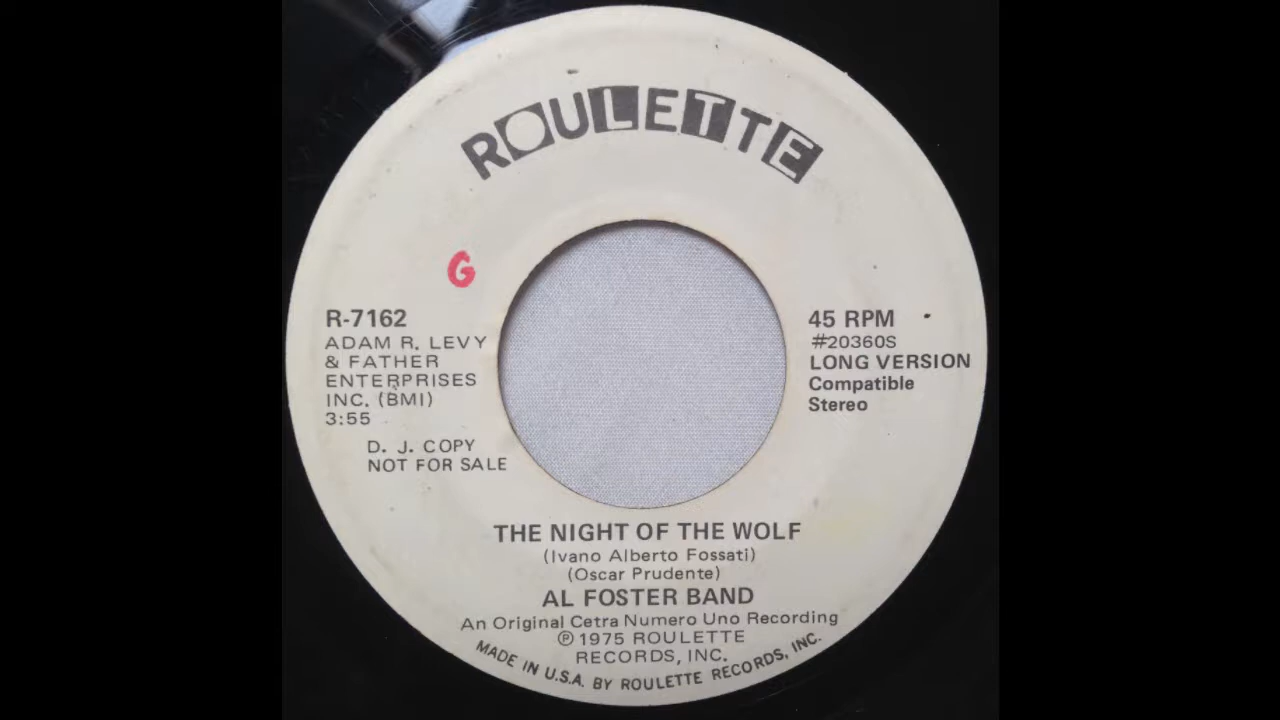 ROULETTE
G
R-7162
ADAM R. LEVY
& FATHER
ENTERPRISES
INC. (BMI)
3:55
D. J. COPY
NOT FOR SALE
45 RPM
#20360S
LONG VERSION
Compatible
Stereo
THE NIGHT OF THE WOLF
(Ivano Alberto Fossati)
(Oscar Prudente)
AL FOSTER BAND
An Original Cetra Numero Uno Recording
℗ 1975 ROULETTE
RECORDS, INC.
MADE IN U.S.A. BY ROULETTE RECORDS, INC.